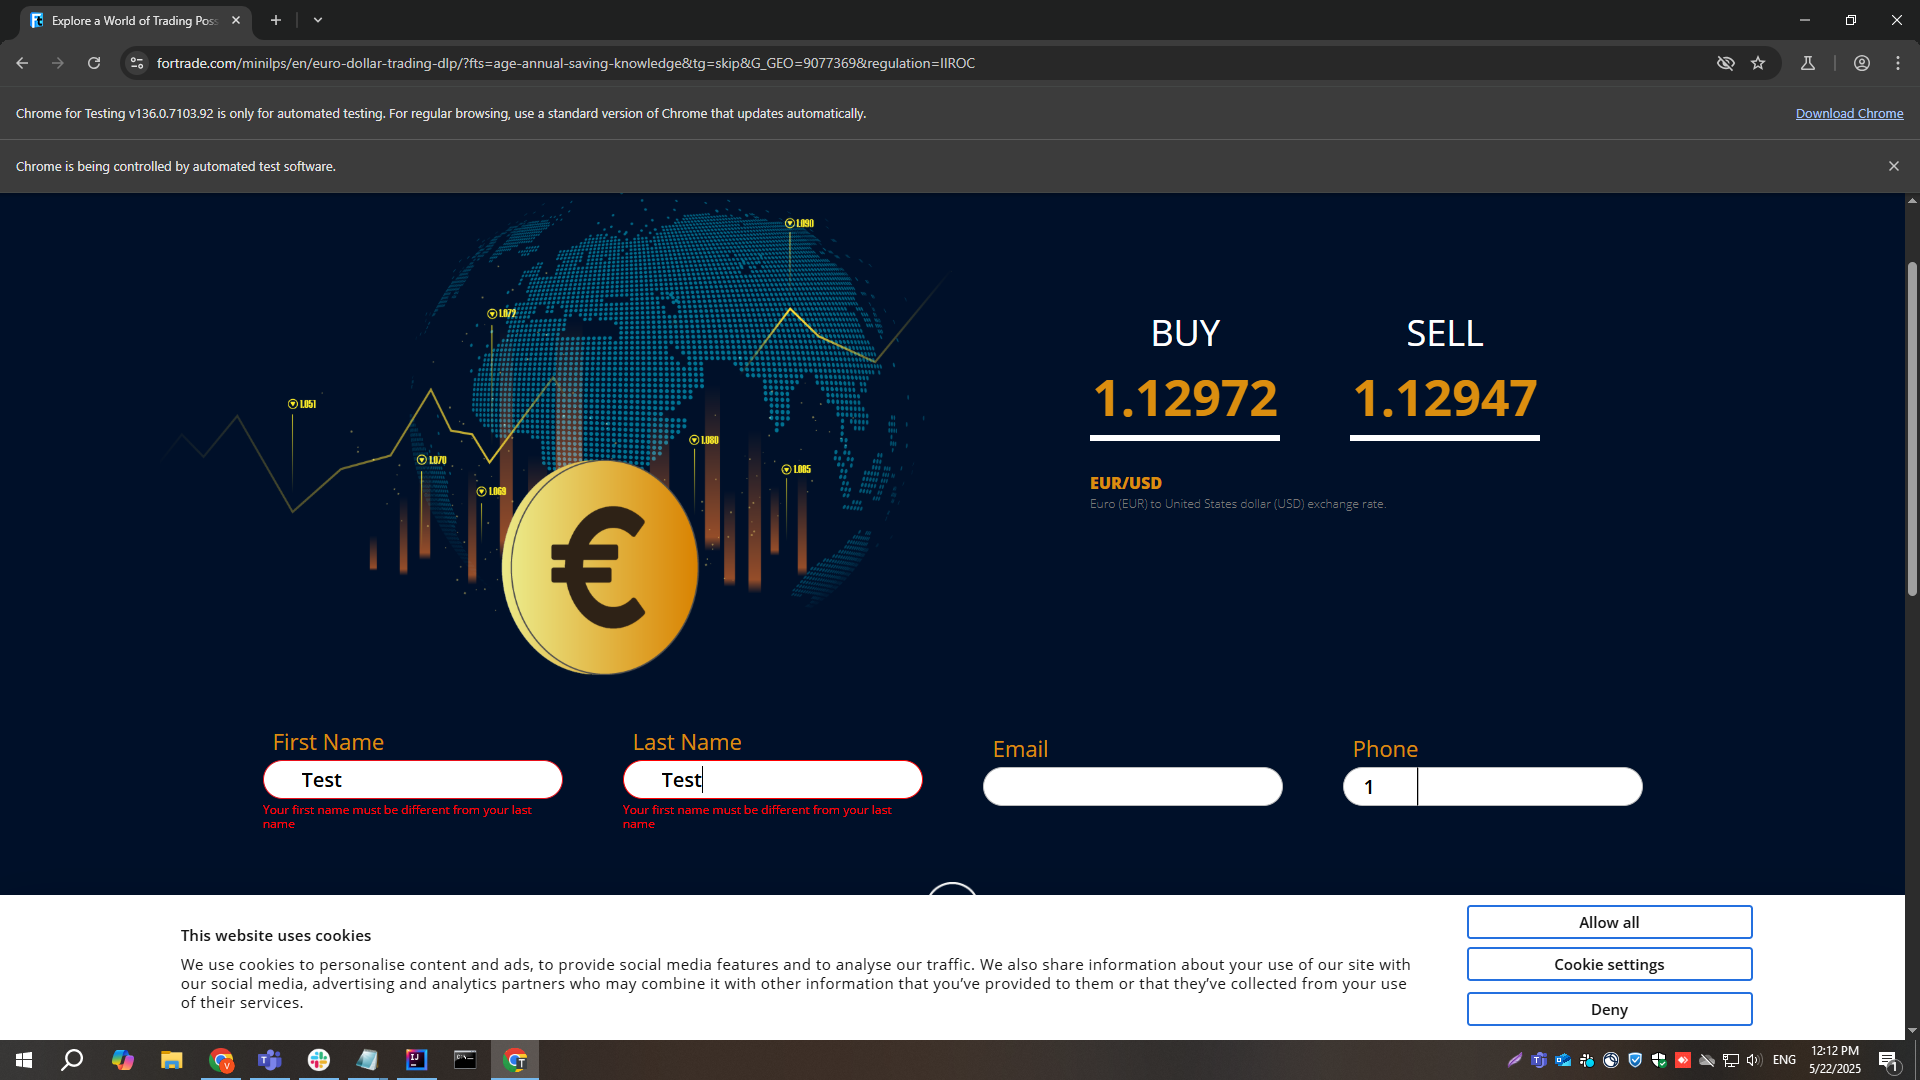 Explore a World of Trading Poss
fortrade.com/minilps/en/euro-dollar-trading-dlp/?fts=age-annual-saving-knowledge&tg=skip&G_GEO=9077369&regulation=IIROC
Chrome for Testing v136.0.7103.92 is only for automated testing. For regular browsing, use a standard version of Chrome that updates automatically.
Download Chrome
Chrome is being controlled by automated test software.
1.090
1.072
1.051
1.080
1.070
1.085
1.069
€
BUY
SELL
1.12972
1.12947
EUR/USD
Euro (EUR) to United States dollar (USD) exchange rate.
First Name
Last Name
Email
Phone
Test
Test
1
Your first name must be different from your last
name
Your first name must be different from your last
name
This website uses cookies
We use cookies to personalise content and ads, to provide social media features and to analyse our traffic. We also share information about your use of our site with
our social media, advertising and analytics partners who may combine it with other information that you've provided to them or that they've collected from your use
of their services.
Allow all
Cookie settings
Deny
ENG
12:12 PM
5/22/2025
1